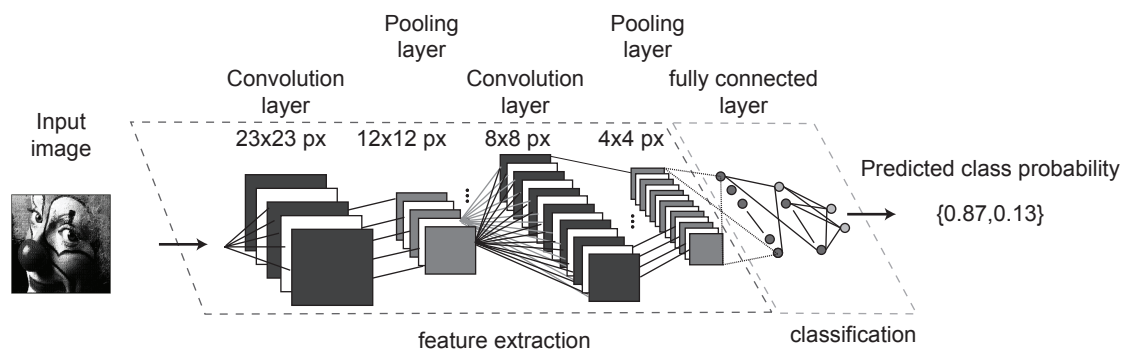 Pooling
layer
Pooling
layer
Convolution
layer
Convolution
layer
fully connected
layer
Input
image
23x23 px
12x12 px
8x8 px
4x4 px
Predicted class probability
{0.87,0.13}
feature extraction
classification